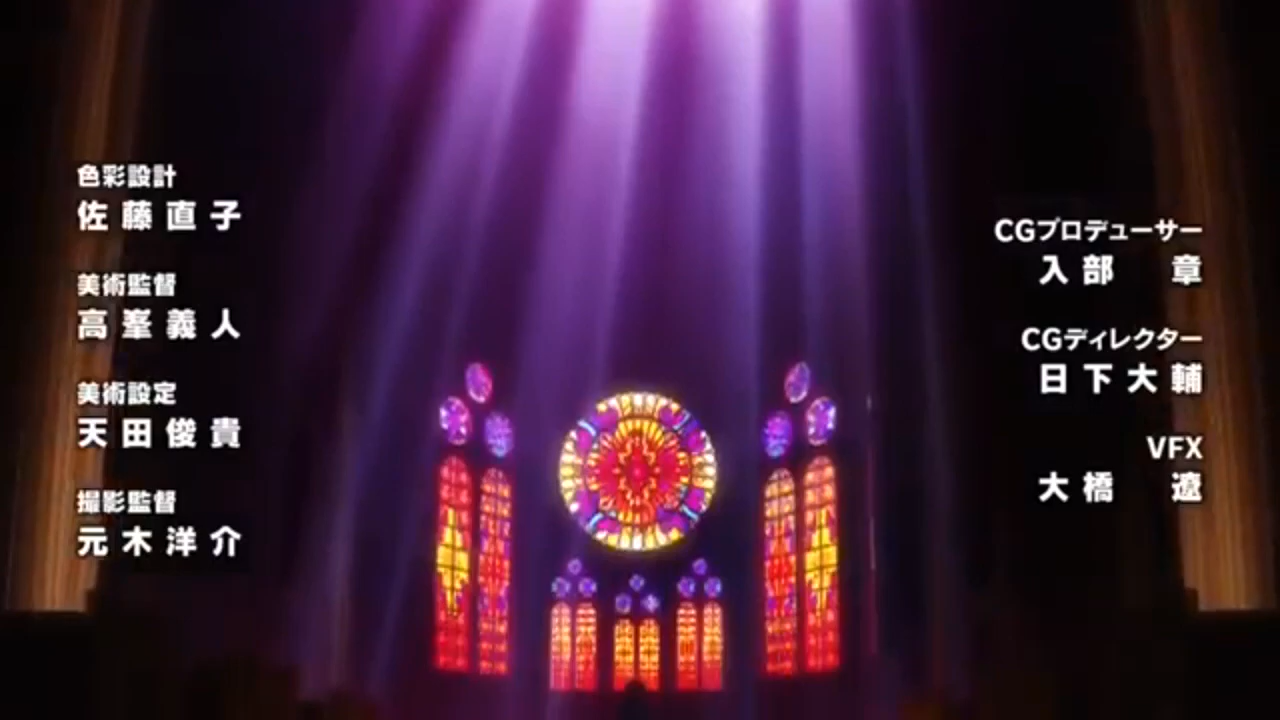 色彩設計
佐藤直子
美術監督
高峯義人
美術設定
天田俊貴
撮影監督
元木洋介
CGプロデューサー
入部 章
CGディレクター
日下大輔
VFX
大橋 遼